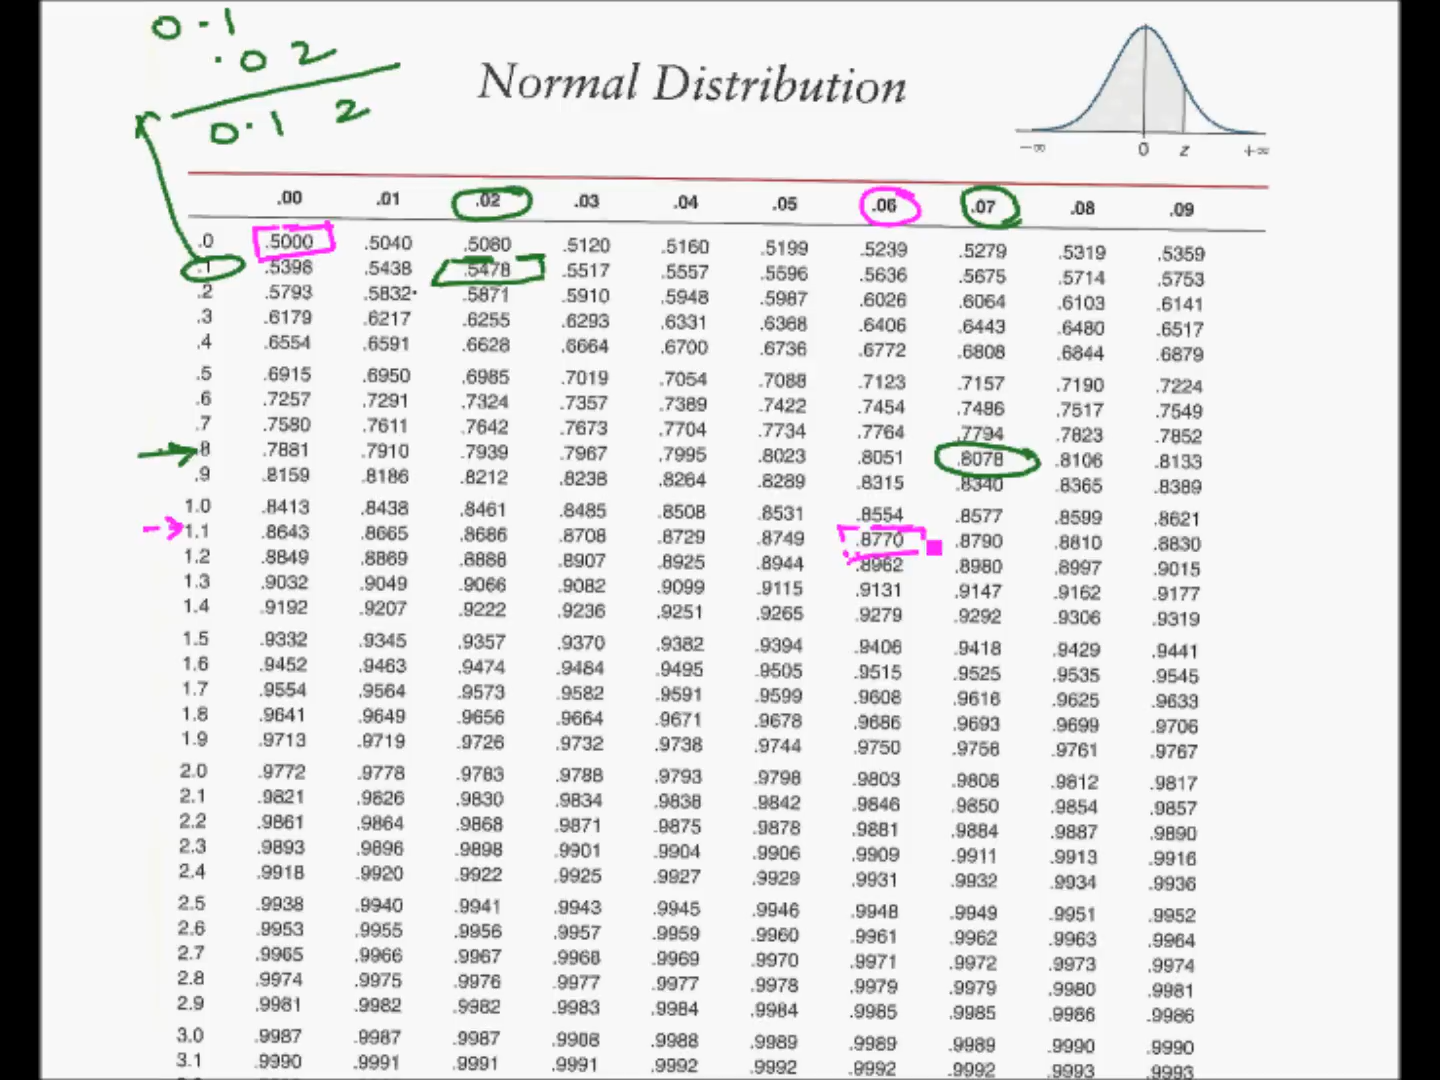 0.1
.02
0.1 2
Normal Distribution
-∞ 0 z +∞
.00 .01 .02 .03 .04 .05 .06 .07 .08 .09
.0 .5000 .5040 .5080 .5120 .5160 .5199 .5239 .5279 .5319 .5359
.1 .5398 .5438 .5478 .5517 .5557 .5596 .5636 .5675 .5714 .5753
.2 .5793 .5832 .5871 .5910 .5948 .5987 .6026 .6064 .6103 .6141
.3 .6179 .6217 .6255 .6293 .6331 .6368 .6406 .6443 .6480 .6517
.4 .6554 .6591 .6628 .6664 .6700 .6736 .6772 .6808 .6844 .6879
.5 .6915 .6950 .6985 .7019 .7054 .7088 .7123 .7157 .7190 .7224
.6 .7257 .7291 .7324 .7357 .7389 .7422 .7454 .7486 .7517 .7549
.7 .7580 .7611 .7642 .7673 .7704 .7734 .7764 .7794 .7823 .7852
.8 .7881 .7910 .7939 .7967 .7995 .8023 .8051 .8078 .8106 .8133
.9 .8159 .8186 .8212 .8238 .8264 .8289 .8315 .8340 .8365 .8389
1.0 .8413 .8438 .8461 .8485 .8508 .8531 .8554 .8577 .8599 .8621
1.1 .8643 .8665 .8686 .8708 .8729 .8749 .8770 .8790 .8810 .8830
1.2 .8849 .8869 .8888 .8907 .8925 .8944 .8962 .8980 .8997 .9015
1.3 .9032 .9049 .9066 .9082 .9099 .9115 .9131 .9147 .9162 .9177
1.4 .9192 .9207 .9222 .9236 .9251 .9265 .9279 .9292 .9306 .9319
1.5 .9332 .9345 .9357 .9370 .9382 .9394 .9406 .9418 .9429 .9441
1.6 .9452 .9463 .9474 .9484 .9495 .9505 .9515 .9525 .9535 .9545
1.7 .9554 .9564 .9573 .9582 .9591 .9599 .9608 .9616 .9625 .9633
1.8 .9641 .9649 .9656 .9664 .9671 .9678 .9686 .9693 .9699 .9706
1.9 .9713 .9719 .9726 .9732 .9738 .9744 .9750 .9756 .9761 .9767
2.0 .9772 .9778 .9783 .9788 .9793 .9798 .9803 .9808 .9812 .9817
2.1 .9821 .9826 .9830 .9834 .9838 .9842 .9846 .9850 .9854 .9857
2.2 .9861 .9864 .9868 .9871 .9875 .9878 .9881 .9884 .9887 .9890
2.3 .9893 .9896 .9898 .9901 .9904 .9906 .9909 .9911 .9913 .9916
2.4 .9918 .9920 .9922 .9925 .9927 .9929 .9931 .9932 .9934 .9936
2.5 .9938 .9940 .9941 .9943 .9945 .9946 .9948 .9949 .9951 .9952
2.6 .9953 .9955 .9956 .9957 .9959 .9960 .9961 .9962 .9963 .9964
2.7 .9965 .9966 .9967 .9968 .9969 .9970 .9971 .9972 .9973 .9974
2.8 .9974 .9975 .9976 .9977 .9977 .9978 .9979 .9979 .9980 .9981
2.9 .9981 .9982 .9982 .9983 .9984 .9984 .9985 .9985 .9986 .9986
3.0 .9987 .9987 .9987 .9988 .9988 .9989 .9989 .9989 .9990 .9990
3.1 .9990 .9991 .9991 .9991 .9992 .9992 .9992 .9992 .9993 .9993